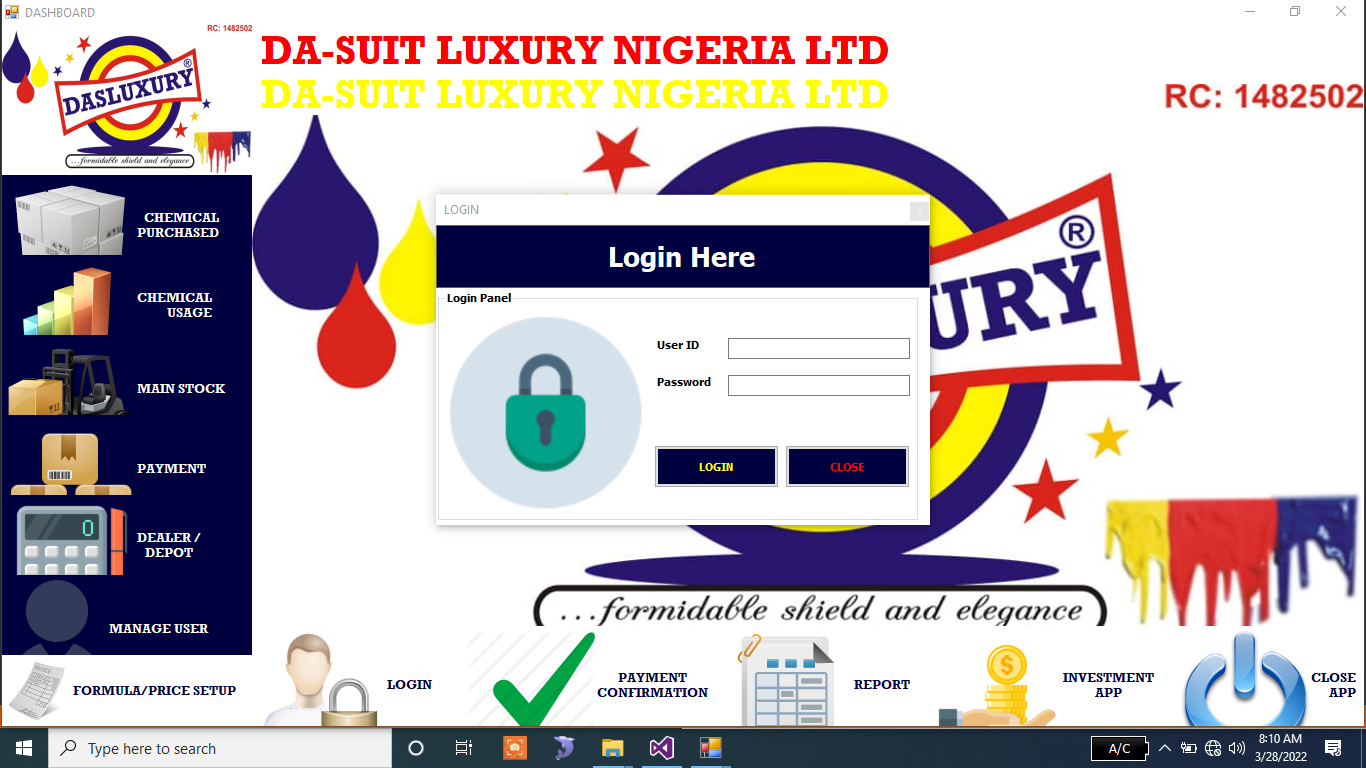 DASHBOARD
RC: 1482502
DASLUXURY®
...formidable shield and elegance
DA-SUIT LUXURY NIGERIA LTD
DA-SUIT LUXURY NIGERIA LTD
RC: 1482502
CHEMICAL
PURCHASED
CHEMICAL
USAGE
MAIN STOCK
PAYMENT
0
DEALER /
DEPOT
MANAGE USER
LOGIN
x
Login Here
Login Panel
User ID
Password
LOGIN
CLOSE
URY®
...formidable shield and elegance
INVOICE
FORMULA/PRICE SETUP
LOGIN
PAYMENT
CONFIRMATION
REPORT
$
INVESTMENT
APP
CLOSE
APP
Type here to search
A/C
8:10 AM
3/28/2022